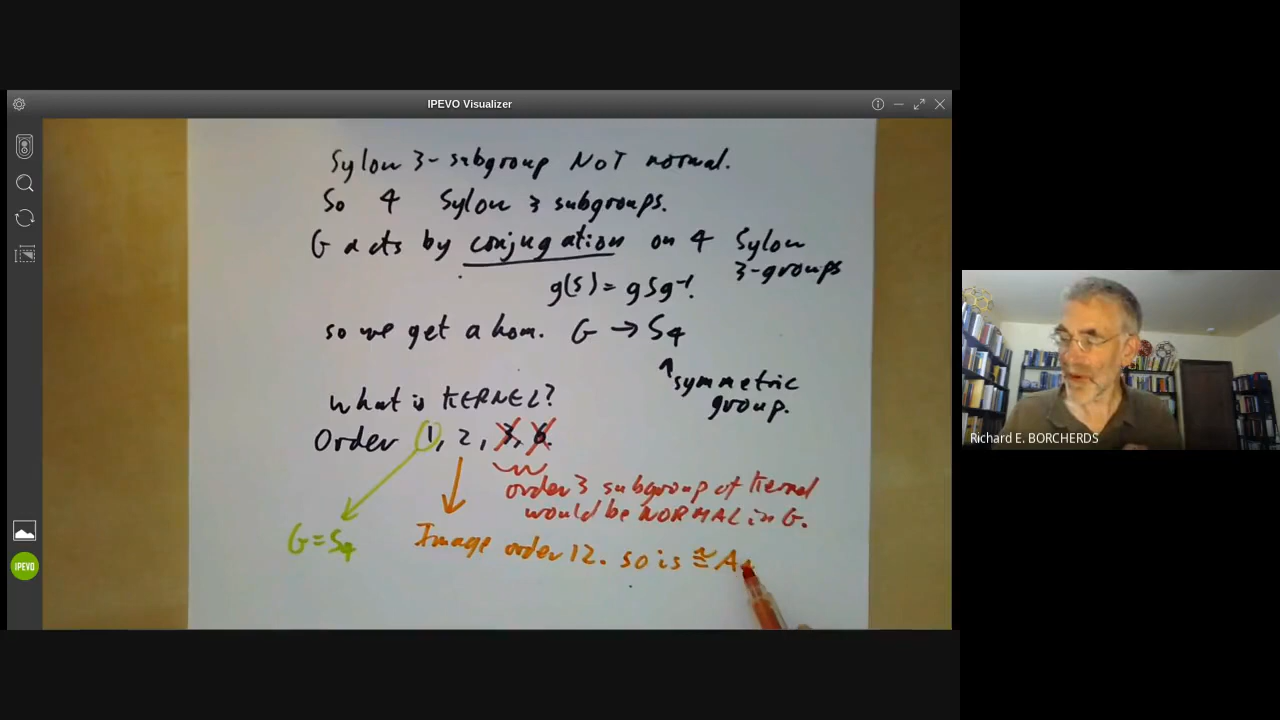 IPEVO Visualizer
Sylow 3-subgroup NOT normal.
So 4 Sylow 3 subgroups.
G acts by conjugation on 4 Sylow
3-groups
g(S) = gSg⁻¹.
so we get a hom. G → S₄
↑ symmetric
group.
What is KERNEL?
Order 1, 2, 3, 6.
order 3 subgroup of kernel
would be NORMAL in G.
G = S₄
Image order 12. so is ≅ A₄
Richard E. BORCHERDS
IPEVO